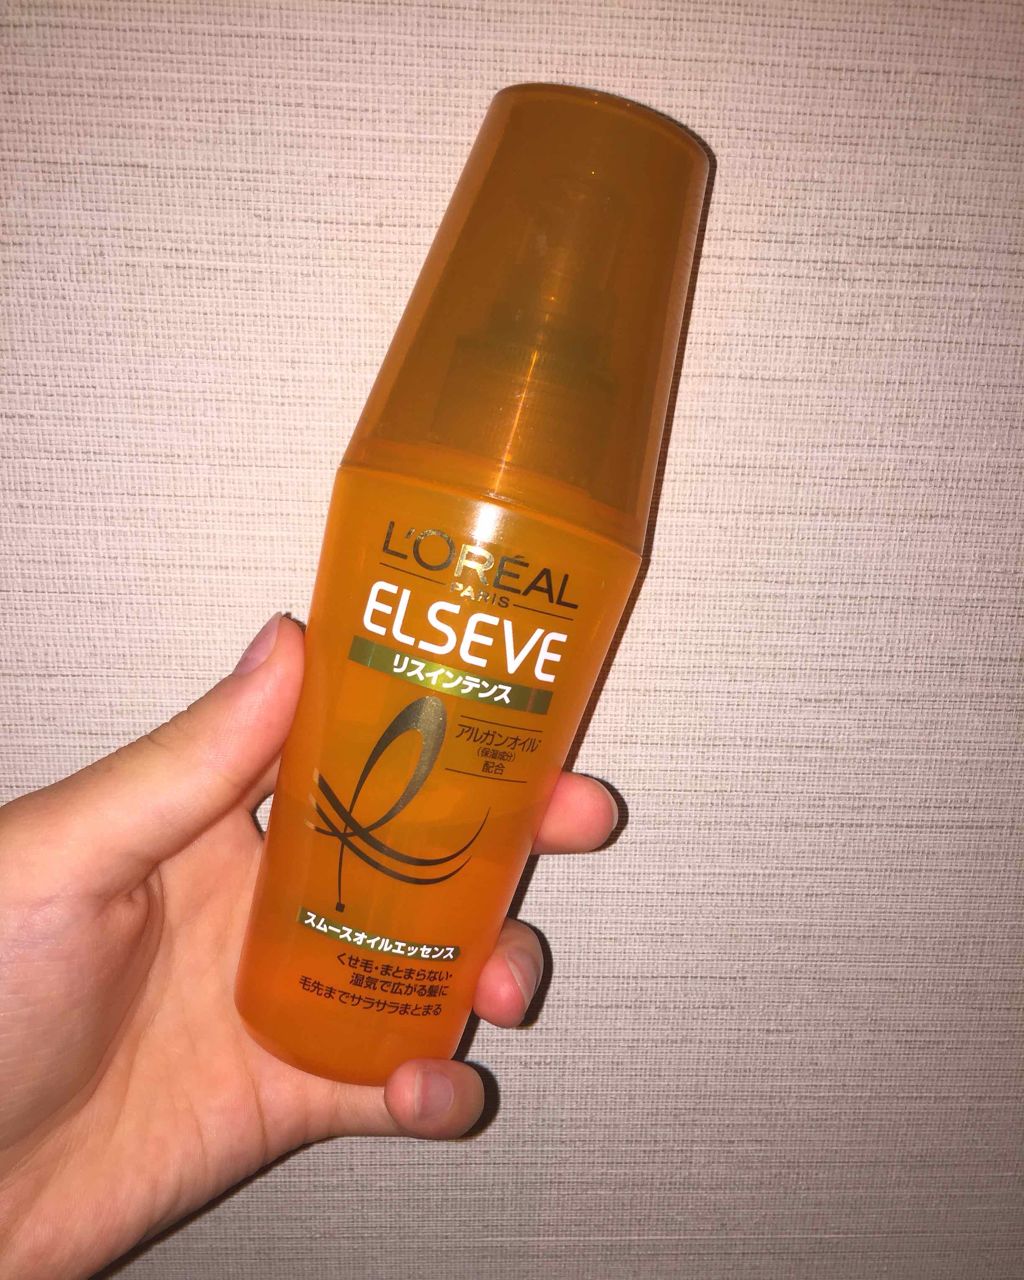 L'ORÉAL
PARIS
ELSEVE
リスインテンス
アルガンオイル*
(保湿成分)
配合
スムースオイルエッセンス
くせ毛・まとまらない・
湿気で広がる髪に
毛先までサラサラまとまる